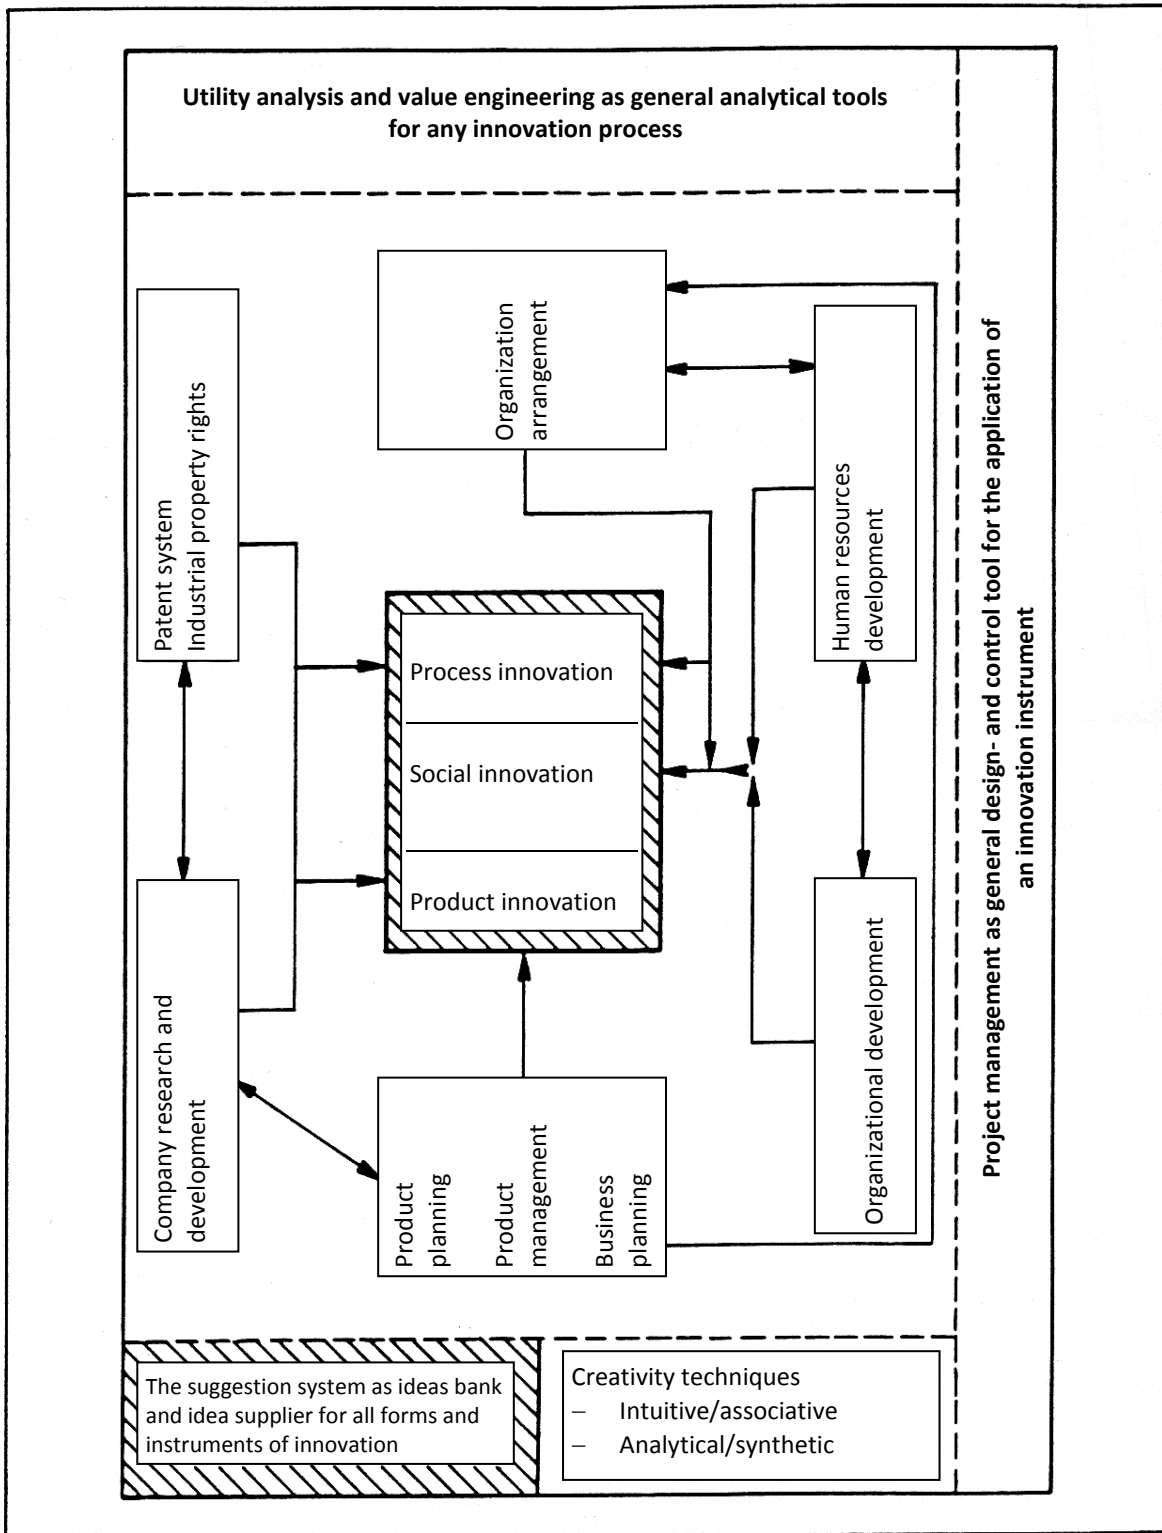 Utility analysis and value engineering as general analytical tools
for any innovation process
Patent system
Industrial property rights
Organization
arrangement
Human resources
development
Process innovation
Social innovation
Product innovation
Company research and
development
Product
planning
Product
management
Business
planning
Organizational development
Project management as general design- and control tool for the application of
an innovation instrument
The suggestion system as ideas bank
and idea supplier for all forms and
instruments of innovation
Creativity techniques
– Intuitive/associative
– Analytical/synthetic